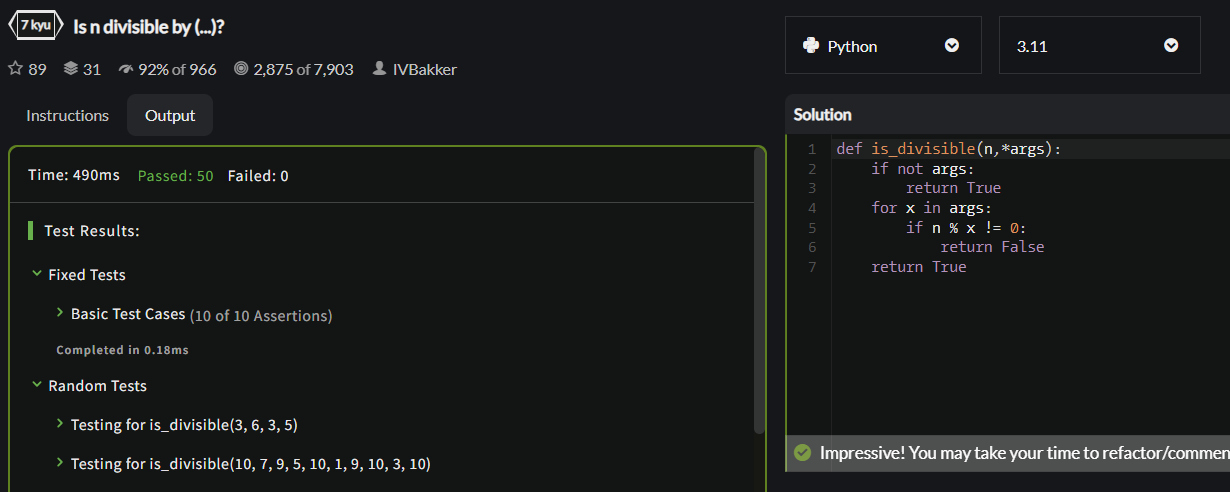 7 kyu Is n divisible by (...)?
89 31 92% of 966 2,875 of 7,903 IVBakker
Instructions Output
Time: 490ms Passed: 50 Failed: 0
Test Results:
Fixed Tests
Basic Test Cases (10 of 10 Assertions)
Completed in 0.18ms
Random Tests
Testing for is_divisible(3, 6, 3, 5)
Testing for is_divisible(10, 7, 9, 5, 10, 1, 9, 10, 3, 10)
Python 3.11
Solution
1 def is_divisible(n,*args):
2     if not args:
3         return True
4     for x in args:
5         if n % x != 0:
6             return False
7     return True
Impressive! You may take your time to refactor/commen